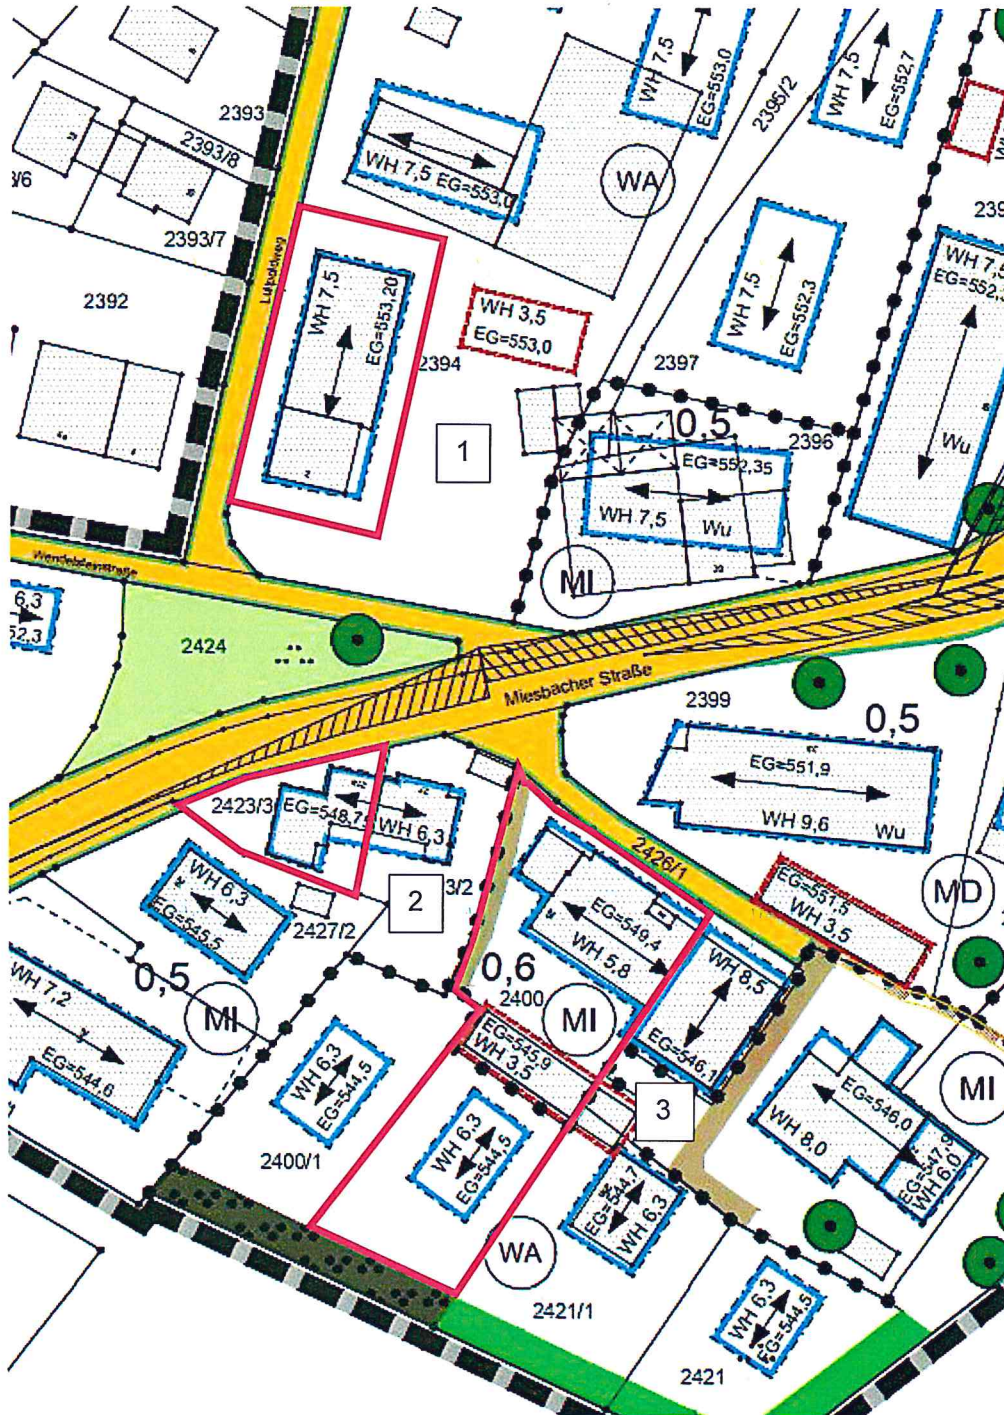 WH 7,5
EG=553,0
WH 7,5
EG=552,7
2395/2
2393
2393/8
WH 7,5 EG=553,0
WA
2393/7
Luitpoldweg
2392
WH 7,5
EG=553,20
WH 3,5
EG=553,0
2394
2397
WH 7,5
EG=552,3
WH 7,5
1
0,5
2396
EG=552,35
WH 7,5
Wu
Wu
MI
Wendelsteinstraße
6,3
52,3
2424
Miesbacher Straße
2399
0,5
EG=551,9
WH 9,6
Wu
2423/3
EG=548,75
WH 6,3
2426/1
3/2
2
WH 6,3
EG=545,5
2427/2
EG=549,4
WH 5,8
EG=551,5
WH 3,5
MD
0,5
MI
0,6
2400
MI
WH 8,5
EG=546,1
WH 7,2
EG=544,6
EG=545,9
WH 3,5
MI
3
WH 6,3
EG=544,5
2400/1
WH 6,3
EG=544,5
EG=546,0
WH 8,0
EG=547,9
WH 6,0
EG=544,7
WH 6,3
WA
2421/1
WH 6,3
EG=544,5
2421